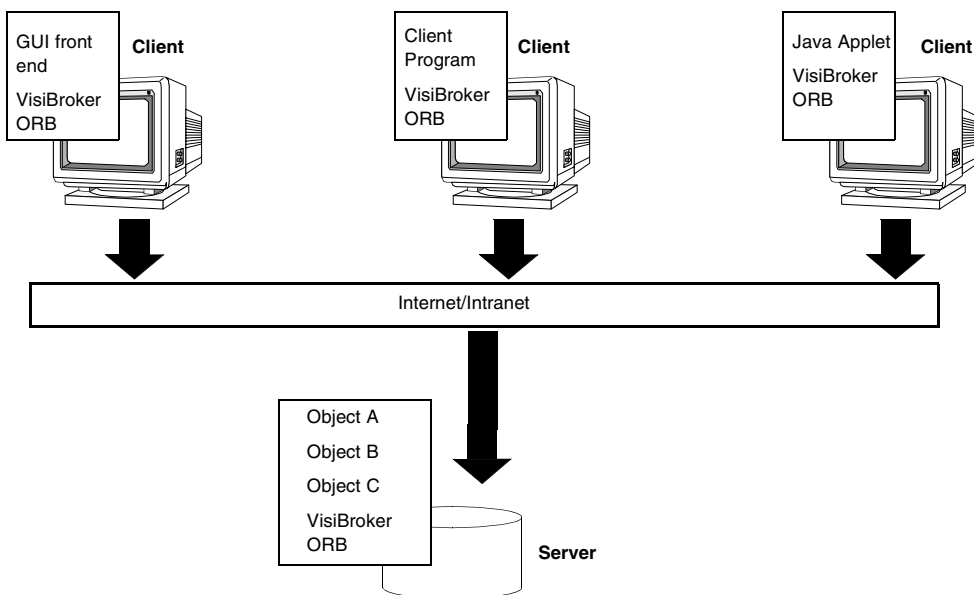 GUI front
end
VisiBroker
ORB
Client
Client
Program
VisiBroker
ORB
Client
Java Applet
VisiBroker
ORB
Client
Internet/Intranet
Object A
Object B
Object C
VisiBroker
ORB
Server